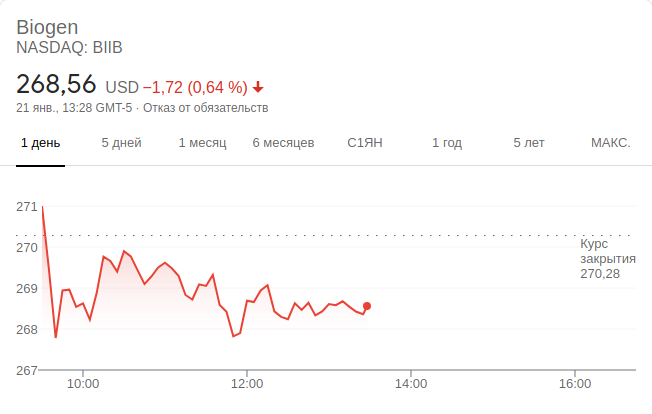 Biogen
NASDAQ: BIIB
268,56 USD −1,72 (0,64 %)
21 янв., 13:28 GMT-5 · Отказ от обязательств
1 день 5 дней 1 месяц 6 месяцев С1ЯН 1 год 5 лет МАКС.
271
270
269
268
267
Курс
закрытия
270,28
10:00 12:00 14:00 16:00